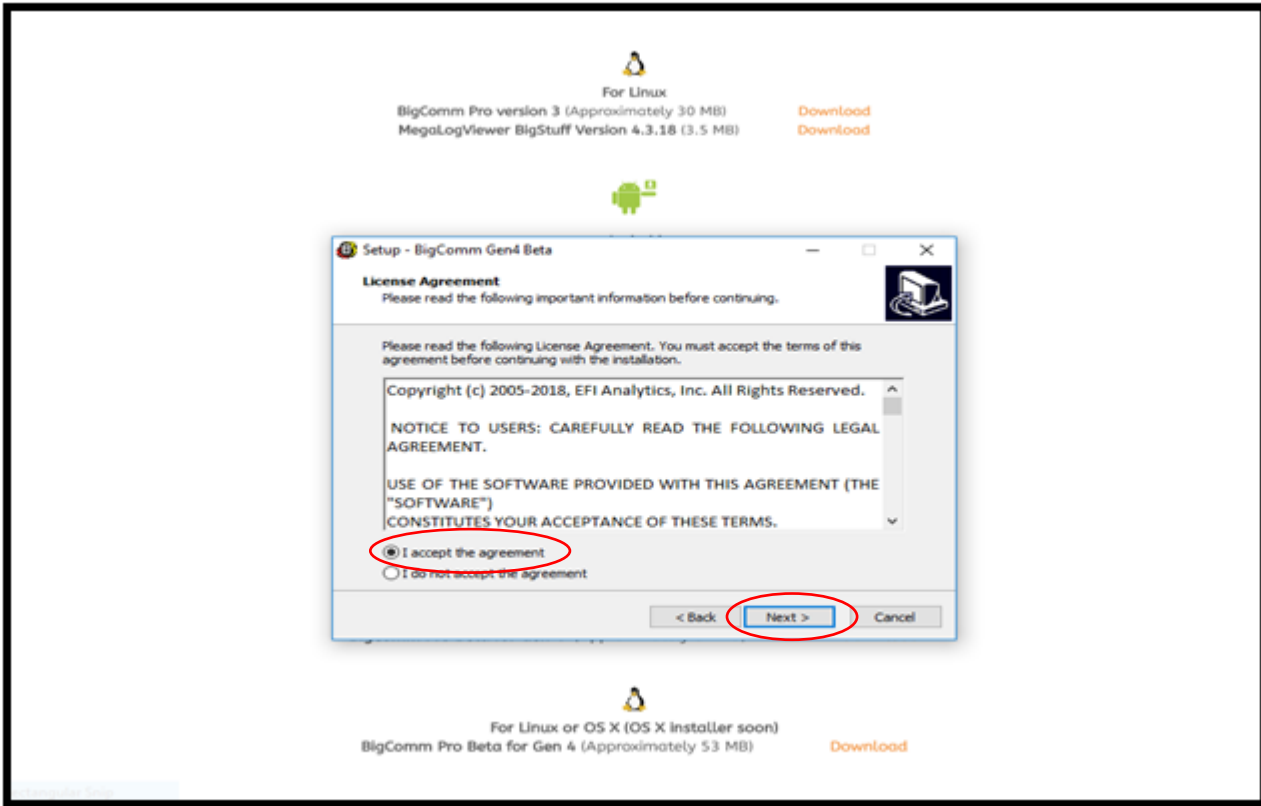 For Linux
BigComm Pro version 3 (Approximately 30 MB) Download
MegaLogViewer BigStuff Version 4.3.18 (3.5 MB) Download
Setup - BigComm Gen4 Beta
License Agreement
Please read the following important information before continuing.
Please read the following License Agreement. You must accept the terms of this
agreement before continuing with the installation.
Copyright (c) 2005-2018, EFI Analytics, Inc. All Rights Reserved.
NOTICE TO USERS: CAREFULLY READ THE FOLLOWING LEGAL
AGREEMENT.
USE OF THE SOFTWARE PROVIDED WITH THIS AGREEMENT (THE
"SOFTWARE")
CONSTITUTES YOUR ACCEPTANCE OF THESE TERMS.
I accept the agreement
I do not accept the agreement
< Back Next > Cancel
For Linux or OS X (OS X installer soon)
BigComm Pro Beta for Gen 4 (Approximately 53 MB) Download